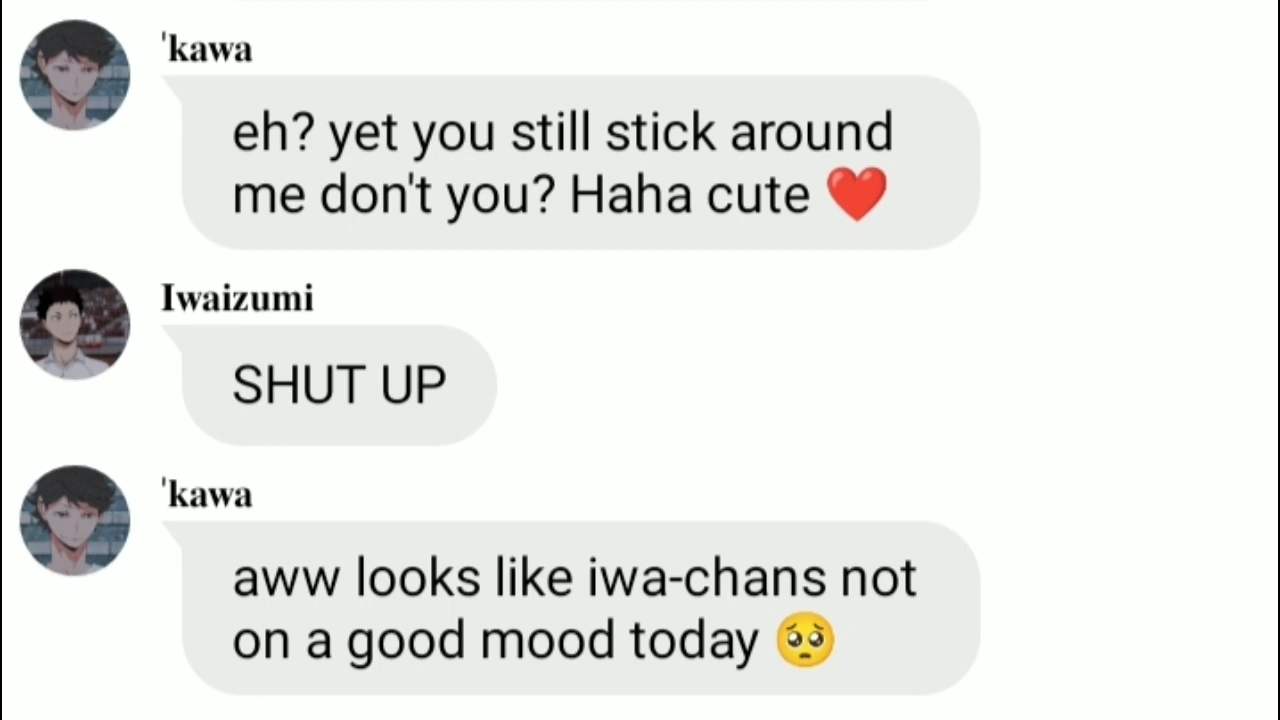 'kawa
eh? yet you still stick around
me don't you? Haha cute ❤️
Iwaizumi
SHUT UP
'kawa
aww looks like iwa-chans not
on a good mood today 🥺